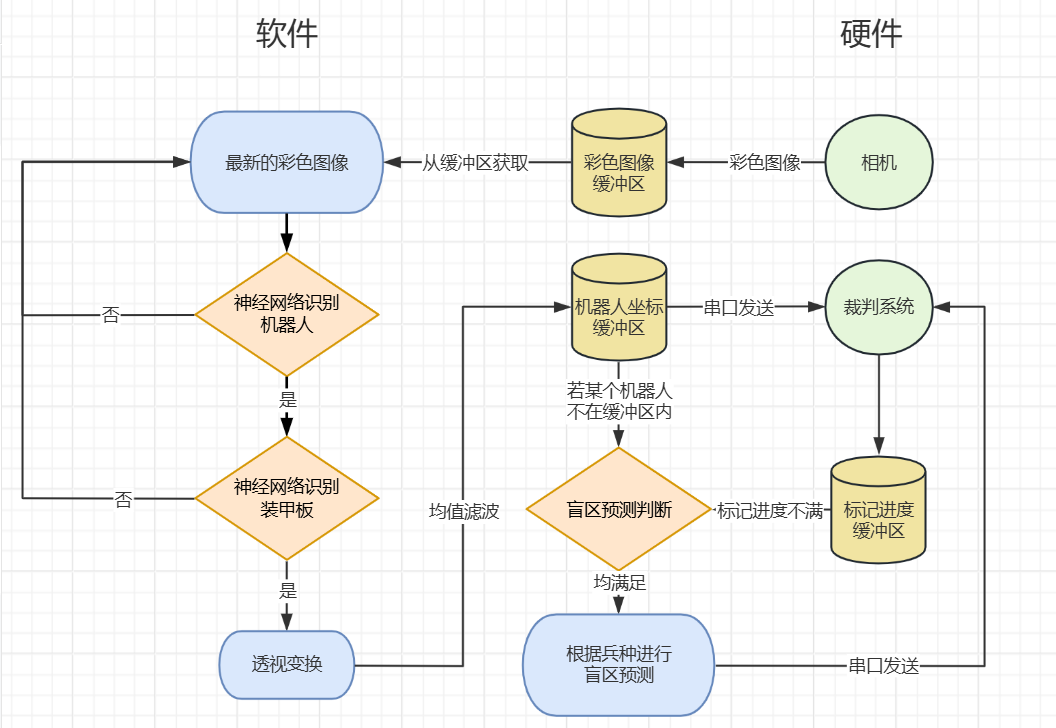 软件
硬件
最新的彩色图像
从缓冲区获取
彩色图像
缓冲区
彩色图像
相机
神经网络识别
机器人
否
是
神经网络识别
装甲板
否
是
透视变换
均值滤波
机器人坐标
缓冲区
串口发送
裁判系统
若某个机器人
不在缓冲区内
盲区预测判断
标记进度不满
标记进度
缓冲区
均满足
根据兵种进行
盲区预测
串口发送